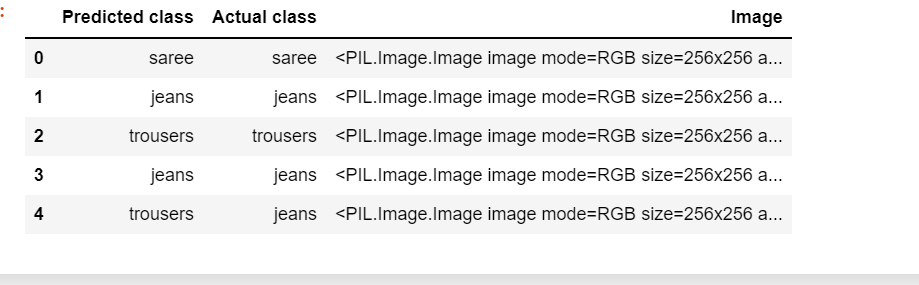 :
Predicted class Actual class Image
0 saree saree <PIL.Image.Image image mode=RGB size=256x256 a...
1 jeans jeans <PIL.Image.Image image mode=RGB size=256x256 a...
2 trousers trousers <PIL.Image.Image image mode=RGB size=256x256 a...
3 jeans jeans <PIL.Image.Image image mode=RGB size=256x256 a...
4 trousers jeans <PIL.Image.Image image mode=RGB size=256x256 a...